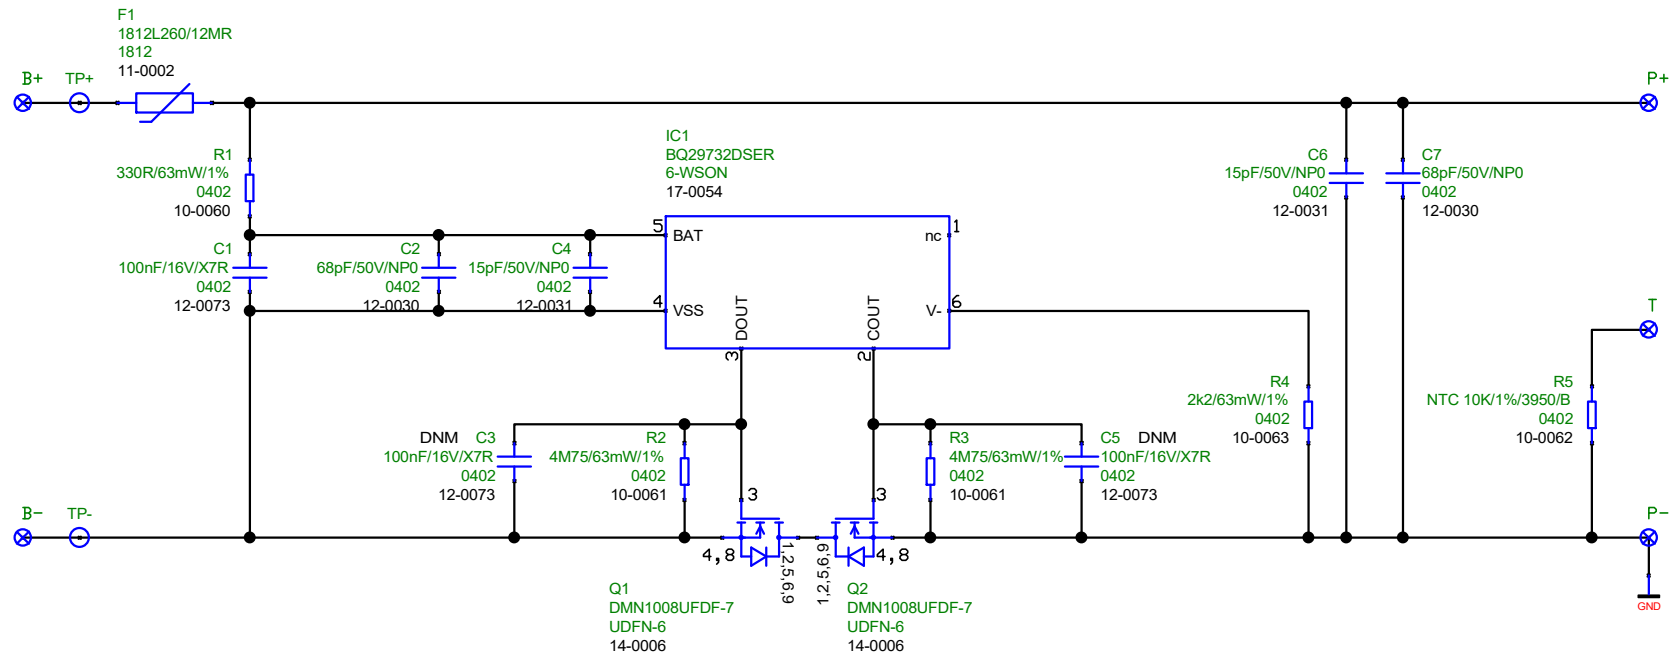 F1
1812L260/12MR
1812
11-0002
B+
TP+
P+
R1
330R/63mW/1%
0402
10-0060
IC1
BQ29732DSER
6-WSON
17-0054
C6
15pF/50V/NP0
0402
12-0031
C7
68pF/50V/NP0
0402
12-0030
C1
100nF/16V/X7R
0402
12-0073
C2
68pF/50V/NP0
0402
12-0030
C4
15pF/50V/NP0
0402
12-0031
5
BAT
nc
1
4
VSS
DOUT
COUT
V-
6
3
2
T
R4
2k2/63mW/1%
0402
10-0063
R5
NTC 10K/1%/3950/B
0402
10-0062
DNM
C3
100nF/16V/X7R
0402
12-0073
R2
4M75/63mW/1%
0402
10-0061
R3
4M75/63mW/1%
0402
10-0061
C5
DNM
100nF/16V/X7R
0402
12-0073
3
3
B-
TP-
P-
4,8
1,2,5,6,9
1,2,5,6,9
4,8
Q1
DMN1008UFDF-7
UDFN-6
14-0006
Q2
DMN1008UFDF-7
UDFN-6
14-0006
GND